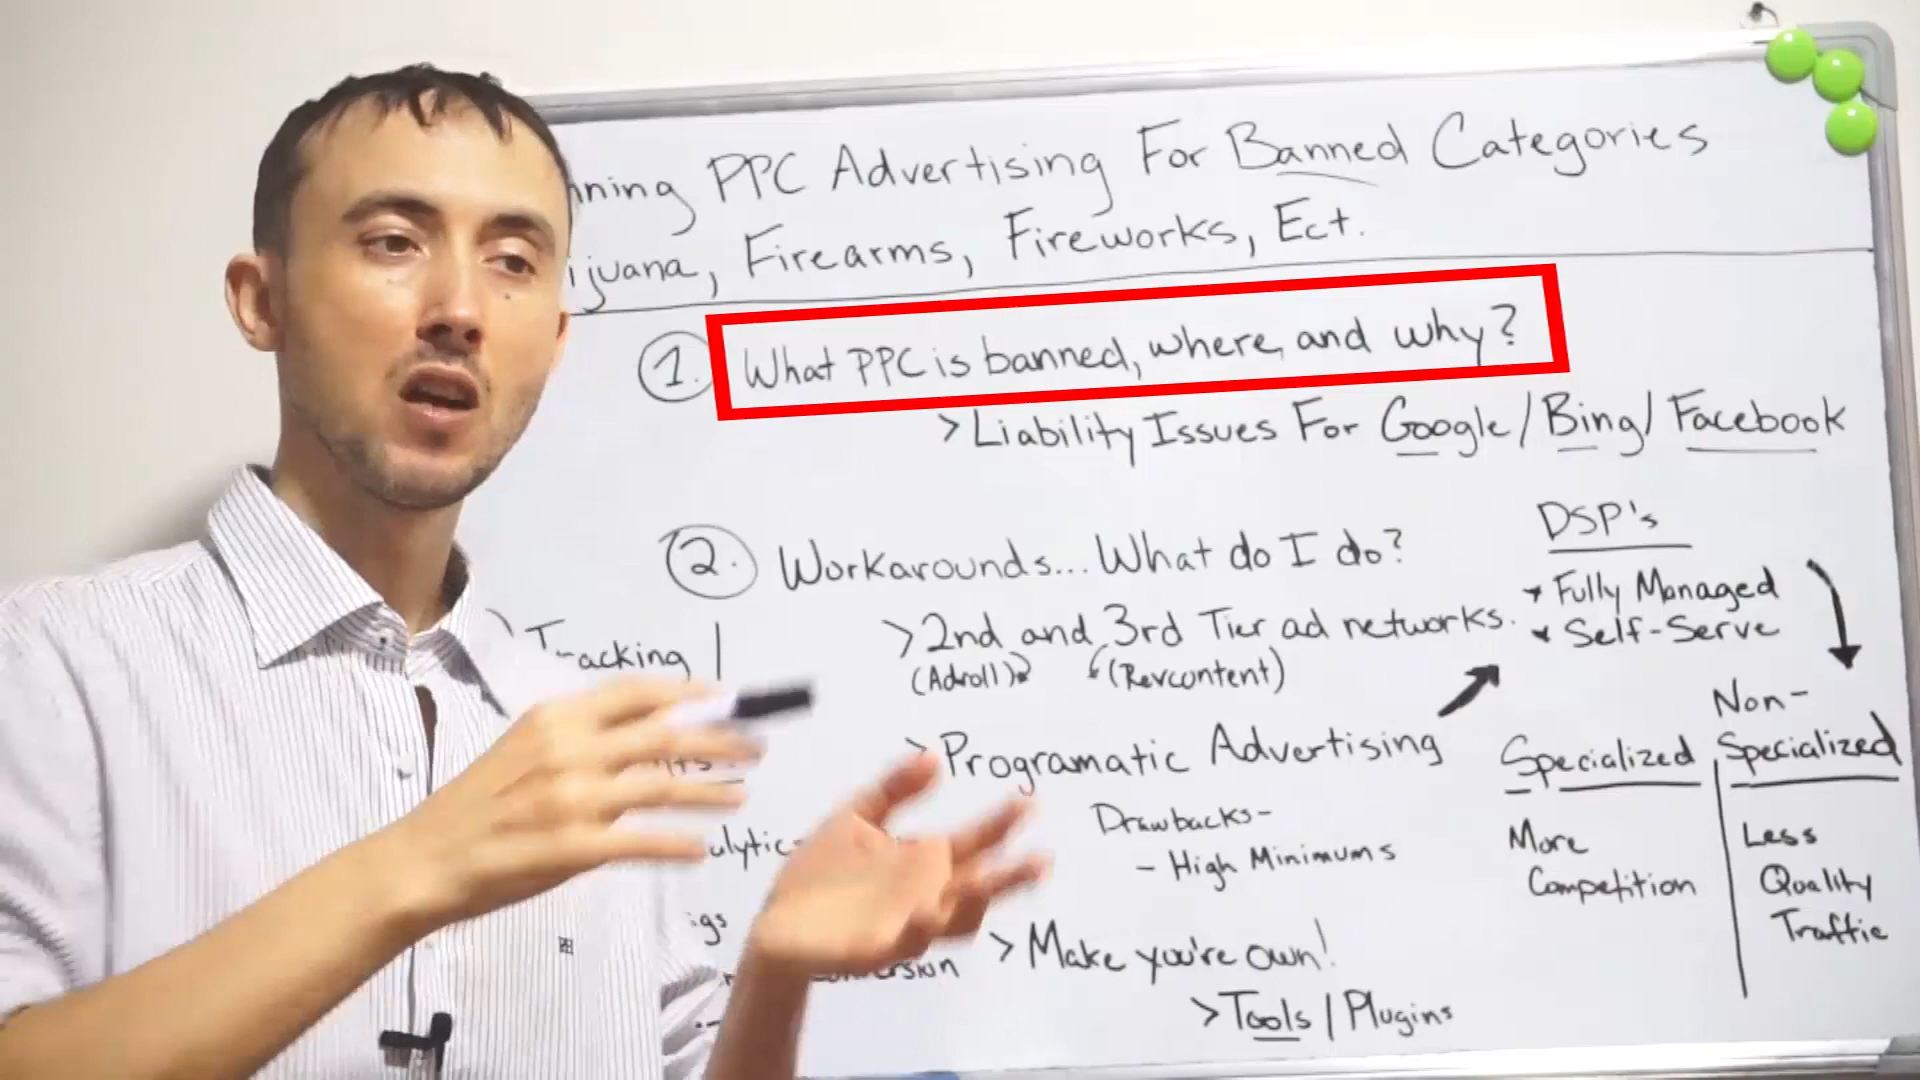 PPC Advertising For Banned Categories
Firearms, Fireworks, Ect.
1. What PPC is banned, where, and why?
> Liability Issues For Google/Bing/Facebook
2. Workarounds... What do I do?
> 2nd and 3rd Tier ad networks.
(Adroll) (Revcontent)
> Programatic Advertising
Drawbacks-
- High Minimums
> Make you're own!
> Tools / Plugins
DSP's
Fully Managed
Self-Serve
Specialized
More
Competition
Non-
Specialized
Less
Quality
Traffic
Tracking